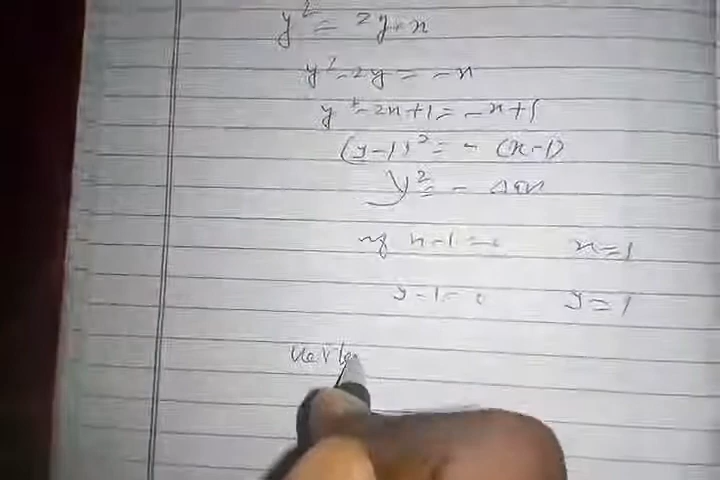 y² = 2y - x
y² - 2y = -x
y² - 2x + 1 = -x + 1
(y-1)² = - (x-1)
y² = - 4ax
x - 1 = 0 x = 1
y - 1 = 0 y = 1
verte